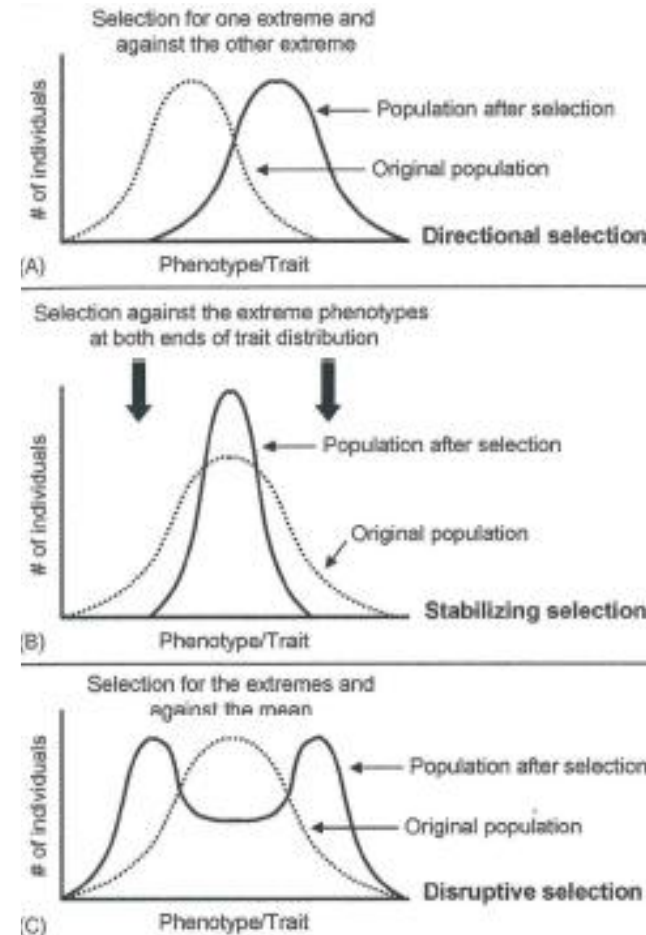 Selection for one extreme and
against the other extreme
# of individuals
Population after selection
Original population
Directional selection
(A)
Phenotype/Trait
Selection against the extreme phenotypes
at both ends of trait distribution
# of individuals
Population after selection
Original population
Stabilizing selection
(B)
Phenotype/Trait
Selection for the extremes and
against the mean
# of individuals
Population after selection
Original population
Disruptive selection
(C)
Phenotype/Trait